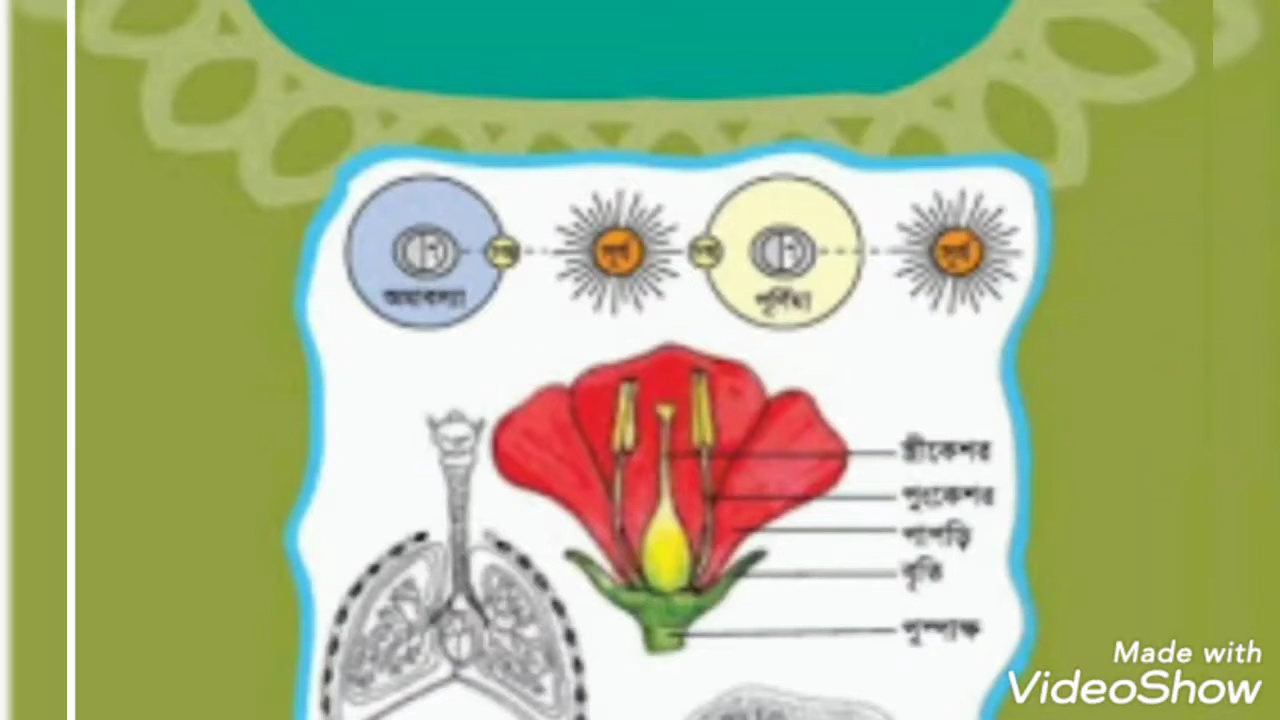 অমাবস্যা
সূর্য
পূর্ণিমা
সূর্য
স্ত্রীকেশর
পুংকেশর
পাপড়ি
বৃতি
পুষ্পাক্ষ
Made with
VideoShow